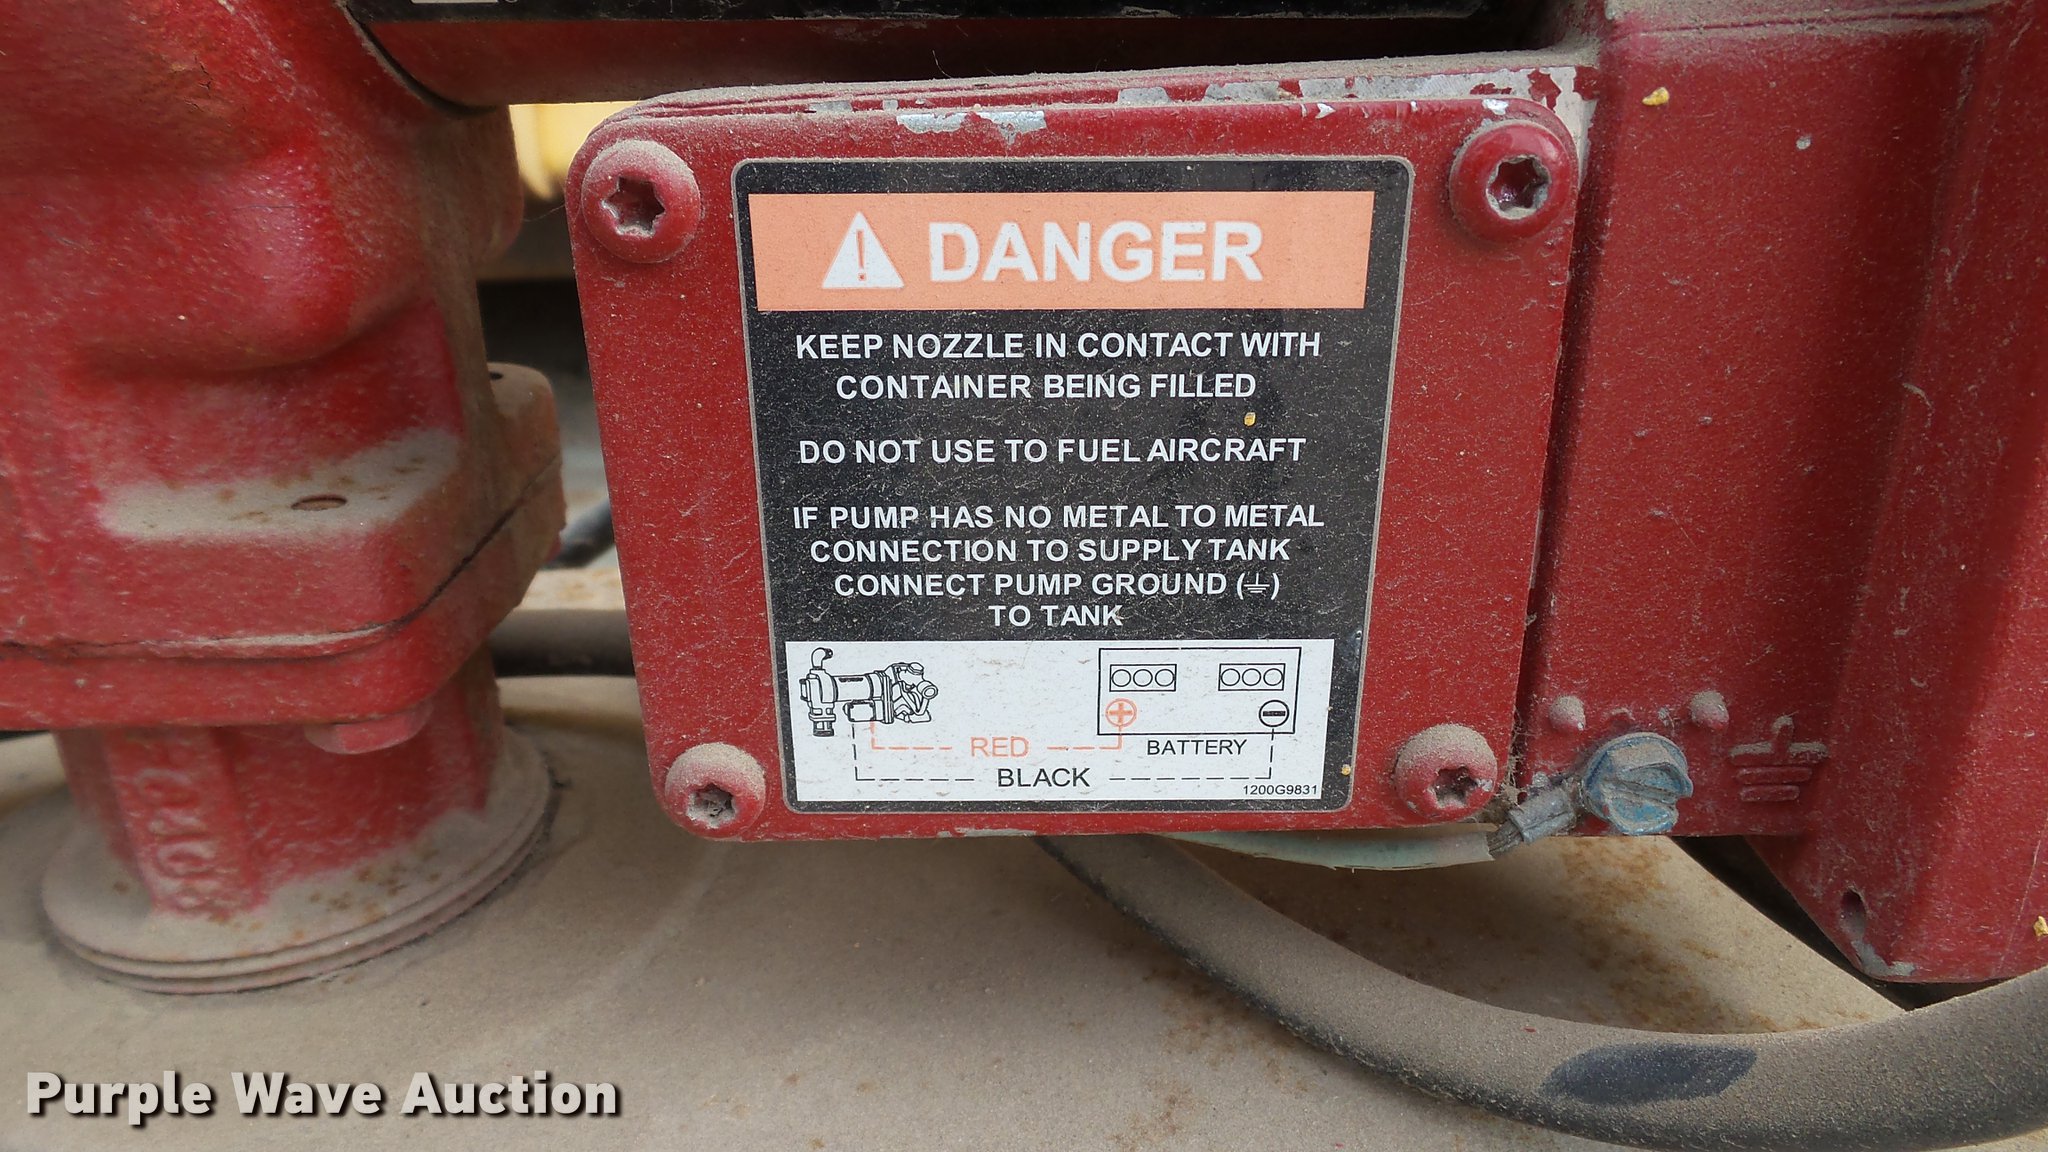 DANGER
KEEP NOZZLE IN CONTACT WITH
CONTAINER BEING FILLED
DO NOT USE TO FUEL AIRCRAFT
IF PUMP HAS NO METAL TO METAL
CONNECTION TO SUPPLY TANK
CONNECT PUMP GROUND (⏚)
TO TANK
RED
BATTERY
BLACK
1200G9831
Purple Wave Auction